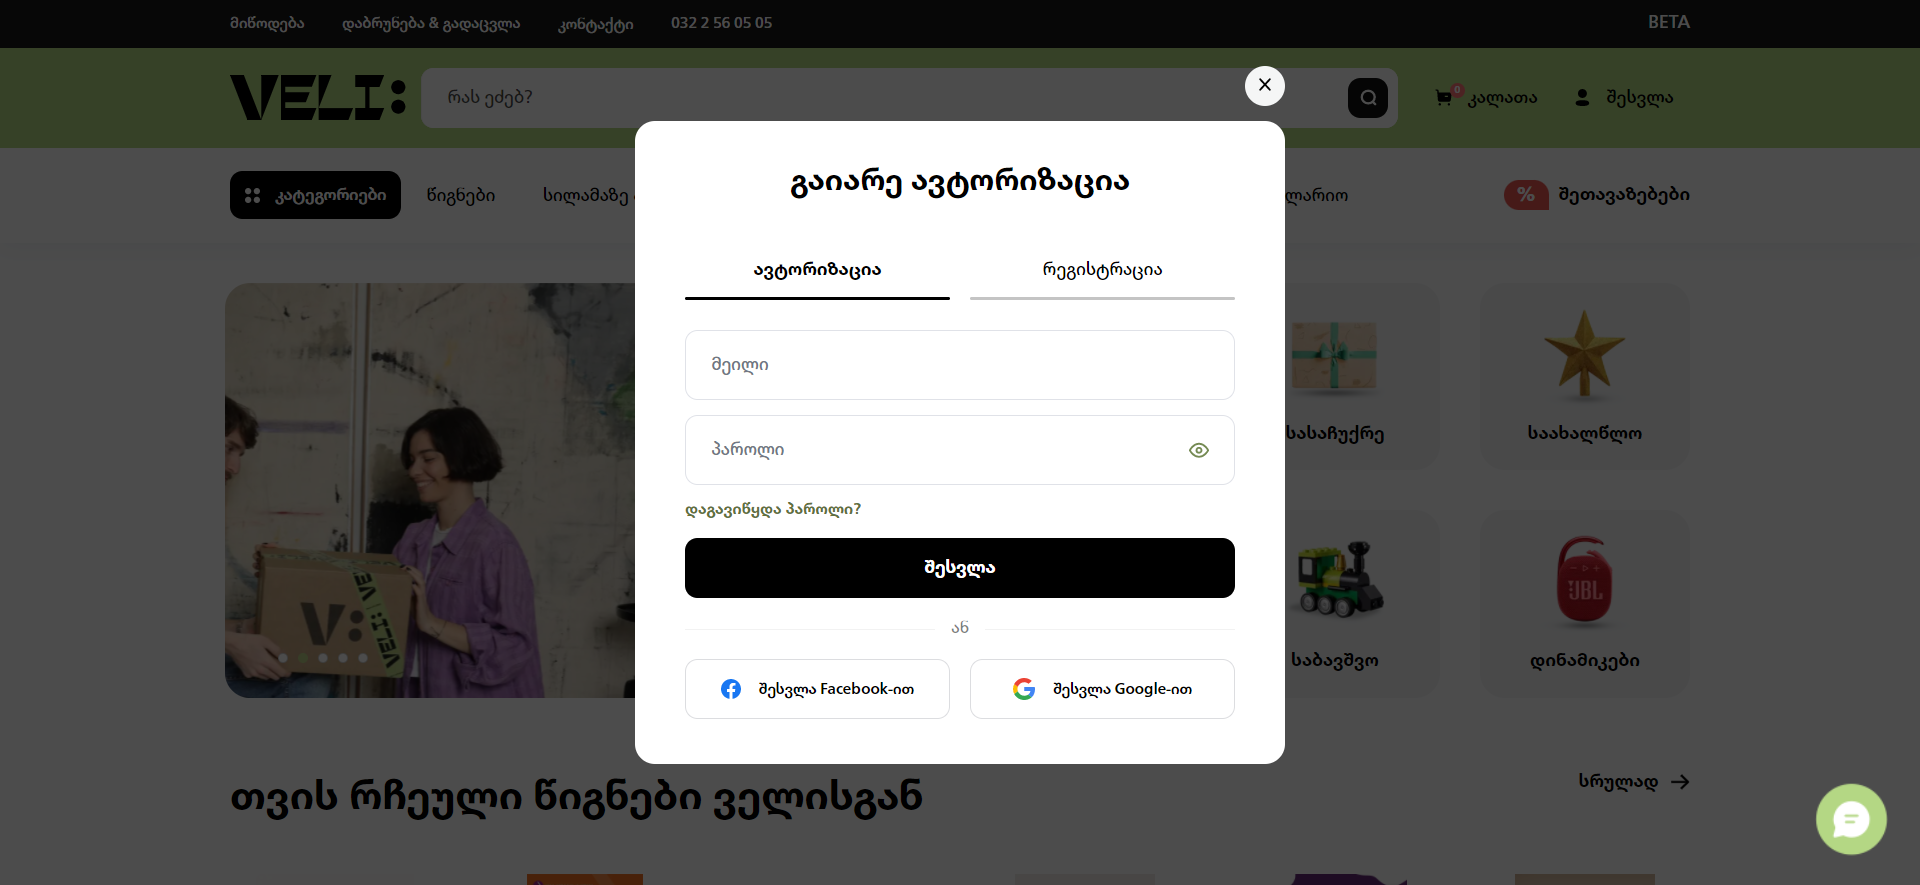 მიწოდება
დაბრუნება & გადაცვლა
კონტაქტი
032 2 56 05 05
BETA
VELI:
რას ეძებ?
0
კალათა
შესვლა
კატეგორიები
წიგნები
სილამაზე
ლარიო
%
შეთავაზებები
გაიარე ავტორიზაცია
ავტორიზაცია
რეგისტრაცია
მეილი
პაროლი
დაგავიწყდა პაროლი?
შესვლა
ან
შესვლა Facebook-ით
შესვლა Google-ით
სასაჩუქრე
საახალწლო
JBL
საბავშვო
დინამიკები
V:
თვის რჩეული წიგნები ველისგან
სრულად